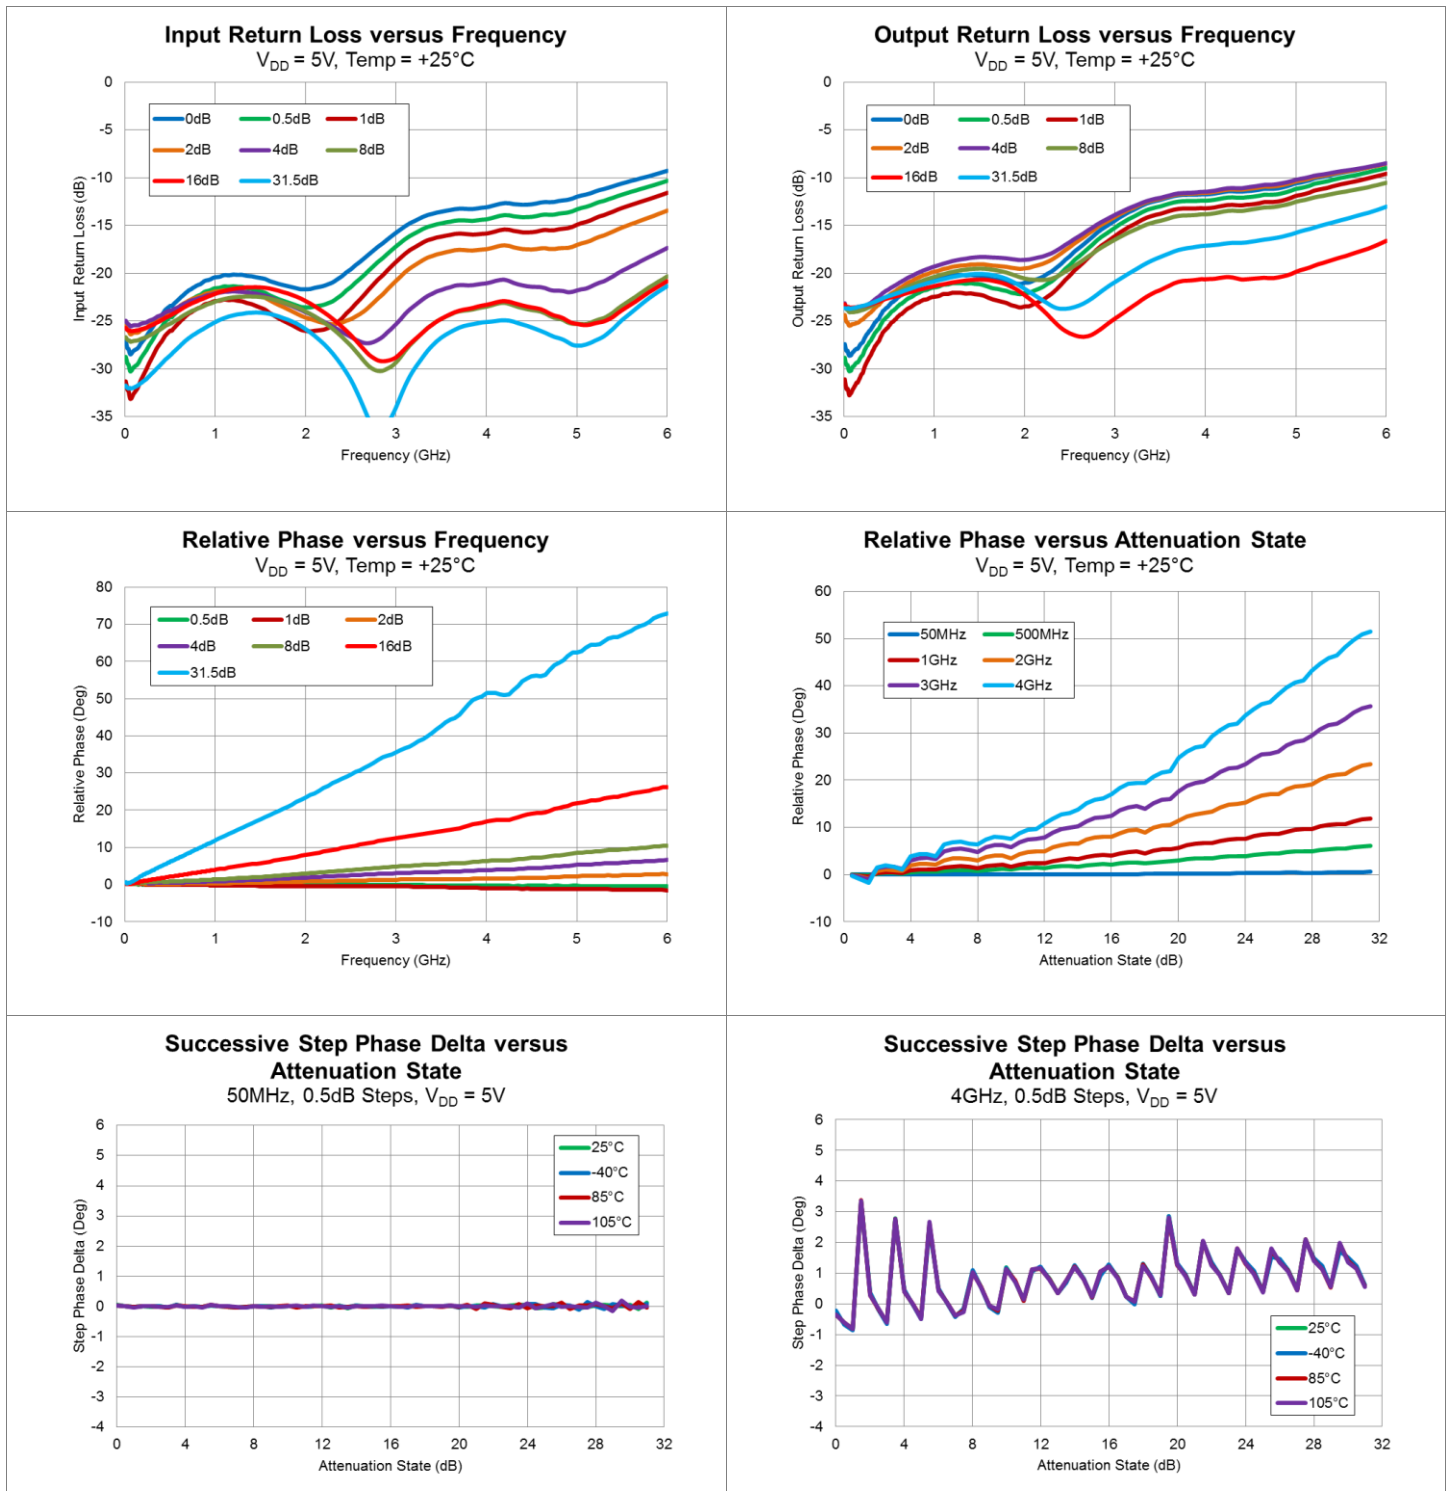 Input Return Loss versus Frequency
V_DD = 5V, Temp = +25°C
Input Return Loss (dB)
0
-5
-10
-15
-20
-25
-30
-35
0dB 0.5dB 1dB
2dB 4dB 8dB
16dB 31.5dB
0 1 2 3 4 5 6
Frequency (GHz)
Output Return Loss versus Frequency
V_DD = 5V, Temp = +25°C
Output Return Loss (dB)
0
-5
-10
-15
-20
-25
-30
-35
0dB 0.5dB 1dB
2dB 4dB 8dB
16dB 31.5dB
0 1 2 3 4 5 6
Frequency (GHz)
Relative Phase versus Frequency
V_DD = 5V, Temp = +25°C
Relative Phase (Deg)
80
70
60
50
40
30
20
10
0
-10
0.5dB 1dB 2dB
4dB 8dB 16dB
31.5dB
0 1 2 3 4 5 6
Frequency (GHz)
Relative Phase versus Attenuation State
V_DD = 5V, Temp = +25°C
Relative Phase (Deg)
60
50
40
30
20
10
0
-10
50MHz 500MHz
1GHz 2GHz
3GHz 4GHz
0 4 8 12 16 20 24 28 32
Attenuation State (dB)
Successive Step Phase Delta versus
Attenuation State
50MHz, 0.5dB Steps, V_DD = 5V
Step Phase Delta (Deg)
6
5
4
3
2
1
0
-1
-2
-3
-4
25°C
-40°C
85°C
105°C
0 4 8 12 16 20 24 28 32
Attenuation State (dB)
Successive Step Phase Delta versus
Attenuation State
4GHz, 0.5dB Steps, V_DD = 5V
Step Phase Delta (Deg)
6
5
4
3
2
1
0
-1
-2
-3
-4
25°C
-40°C
85°C
105°C
0 4 8 12 16 20 24 28 32
Attenuation State (dB)